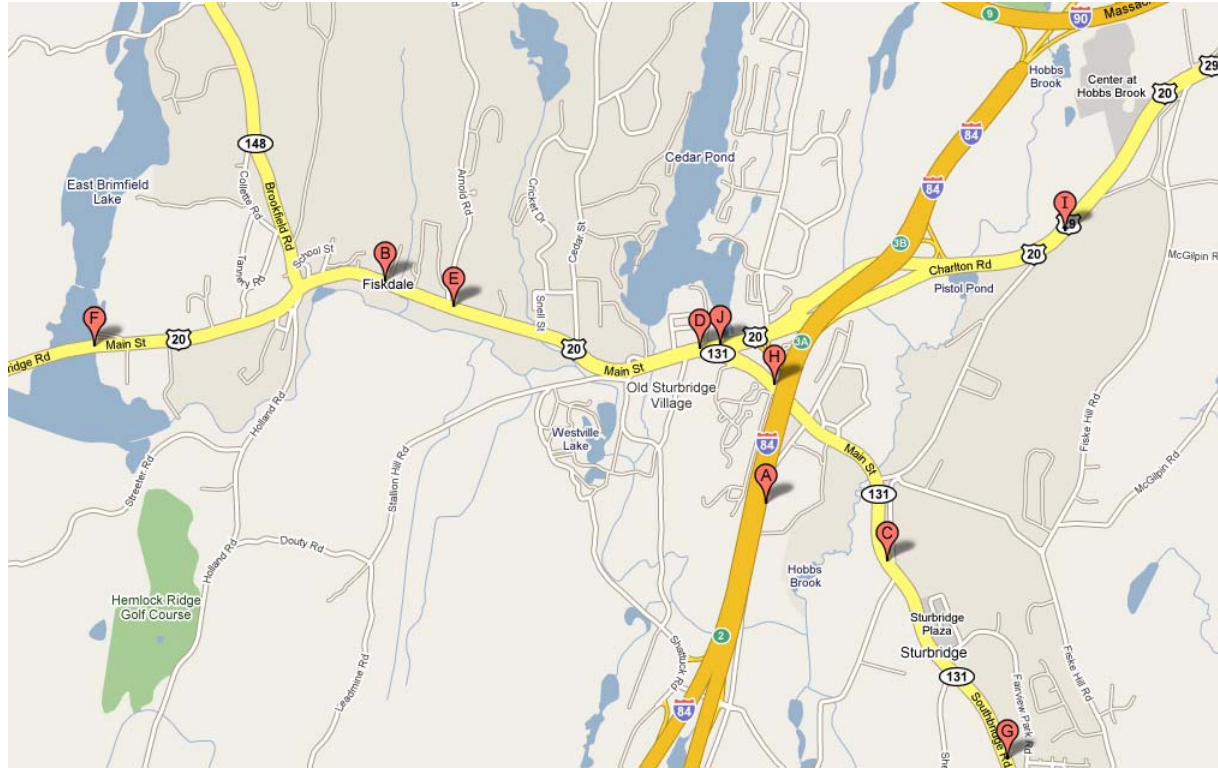 9
90
Massac
29
Hobbs
Brook
Center at
Hobbs Brook
20
84
148
Cedar Pond
East Brimfield
Lake
Collette Rd
Brookfield Rd
Arnold Rd
Cricket Dr
Cedar St
84
I
School St
3B
20
McGilpin R
B
Charlton Rd
Fiskdale
E
Pistol Pond
Snell St
F
D
J
20
3A
Main St
20
20
131
ridge Rd
H
Main St
Old Sturbridge
Village
Holland Rd
Fiske Hill Rd
Westville
Lake
84
Main St
Streeter Rd
Stallion Hill Rd
A
McGilpin Rd
131
C
Douty Rd
Holland Rd
Hobbs
Brook
Hemlock Ridge
Golf Course
Sturbridge
Plaza
2
Sturbridge
Shattuck Rd
Leadmine Rd
131
Fairview Park Rd
Fiske Hill Rd
84
Southbridge Rd
G
She